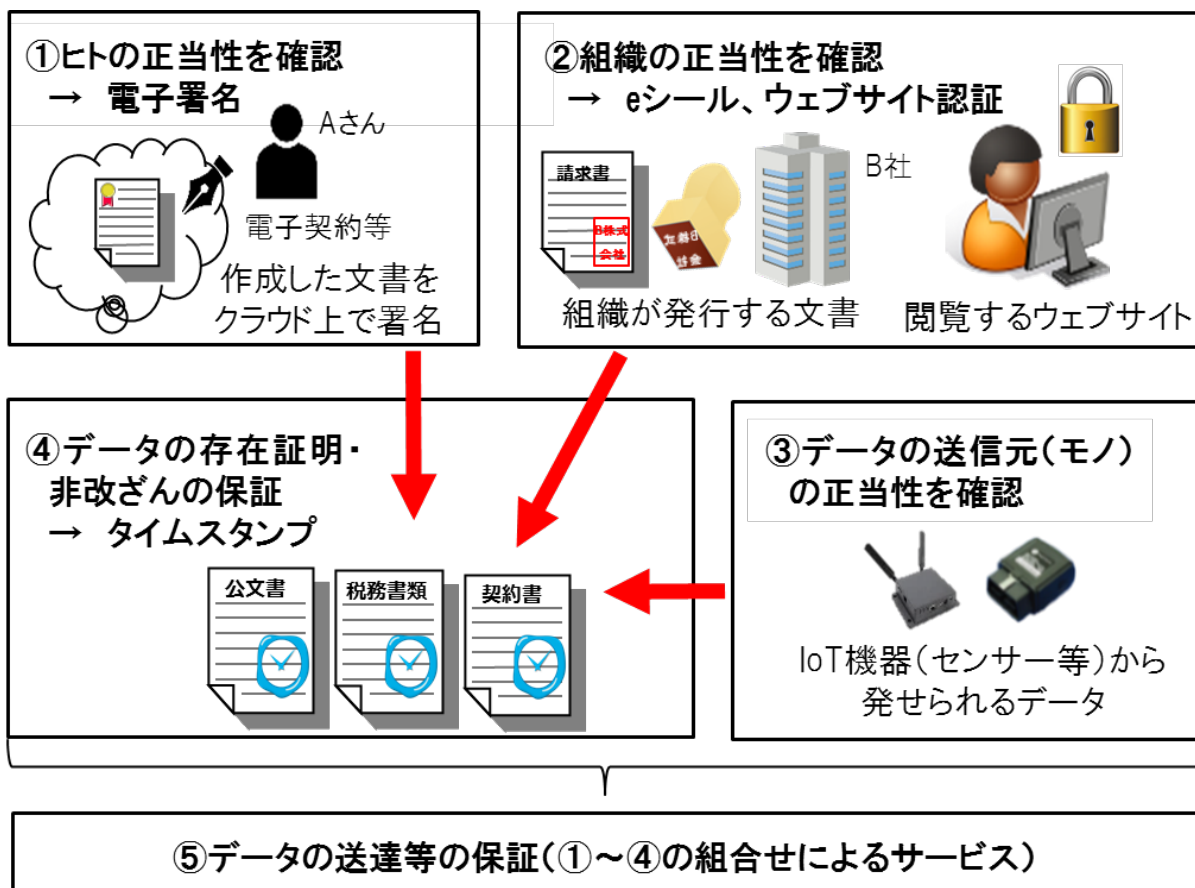 ①ヒトの正当性を確認
→ 電子署名
Aさん
電子契約等
作成した文書を
クラウド上で署名
②組織の正当性を確認
→ eシール、ウェブサイト認証
請求書
B株式
会社
B株式
会社
B社
組織が発行する文書
閲覧するウェブサイト
④データの存在証明・
非改ざんの保証
→ タイムスタンプ
公文書
税務書類
契約書
③データの送信元（モノ）
の正当性を確認
IoT機器（センサー等）から
発せられるデータ
⑤データの送達等の保証（①～④の組合せによるサービス）